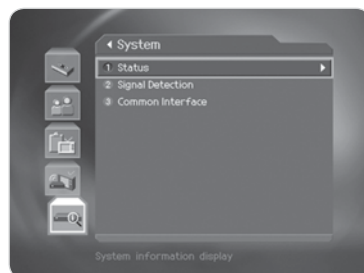 System
1 Status
2 Signal Detection
3 Common Interface
System information display